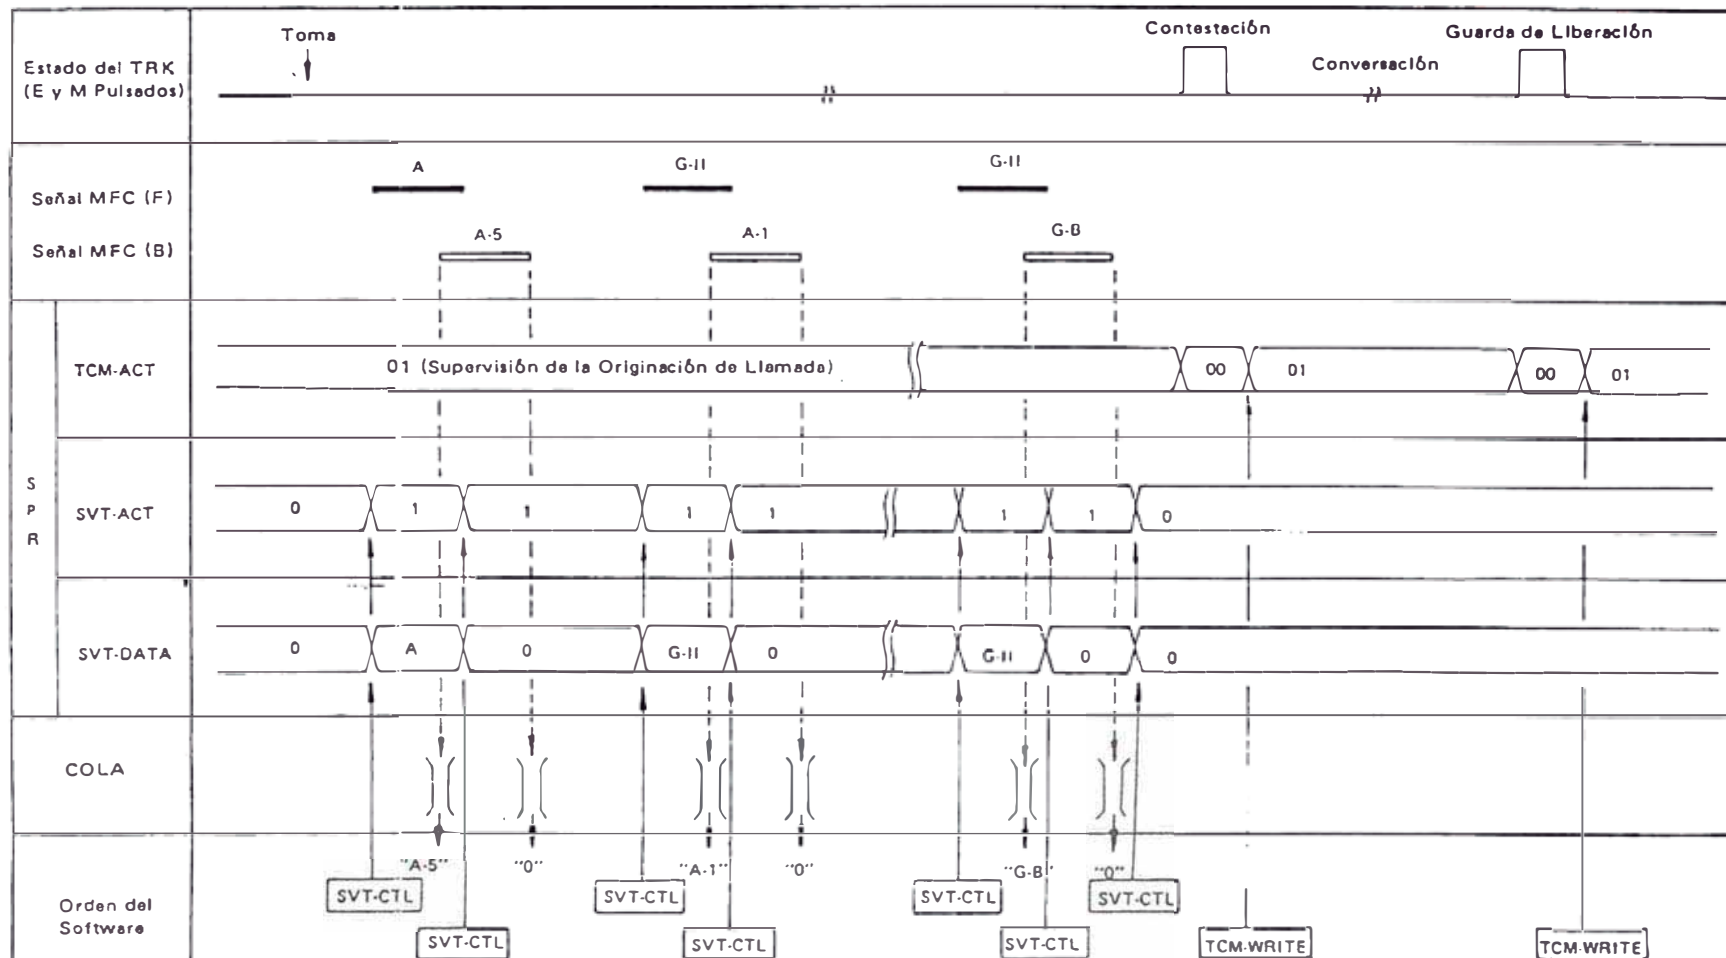 Estado del TRK
(E y M Pulsados)
Toma
Contestación
Conversación
Guarda de Liberación
Señal MFC (F)
A
G-II
G-II
Señal MFC (B)
A-5
A-1
G-B
S
P
R
TCM-ACT
01 (Supervisión de la Originación de Llamada)
00
01
00
01
SVT-ACT
0
1
1
1
1
1
1
0
SVT-DATA
0
A
0
G-II
0
G-II
0
0
COLA
Orden del
Software
"A-5"
"0"
"A-1"
"0"
"G-B"
"0"
SVT-CTL
SVT-CTL
SVT-CTL
SVT-CTL
SVT-CTL
SVT-CTL
SVT-CTL
TCM-WRITE
TCM-WRITE